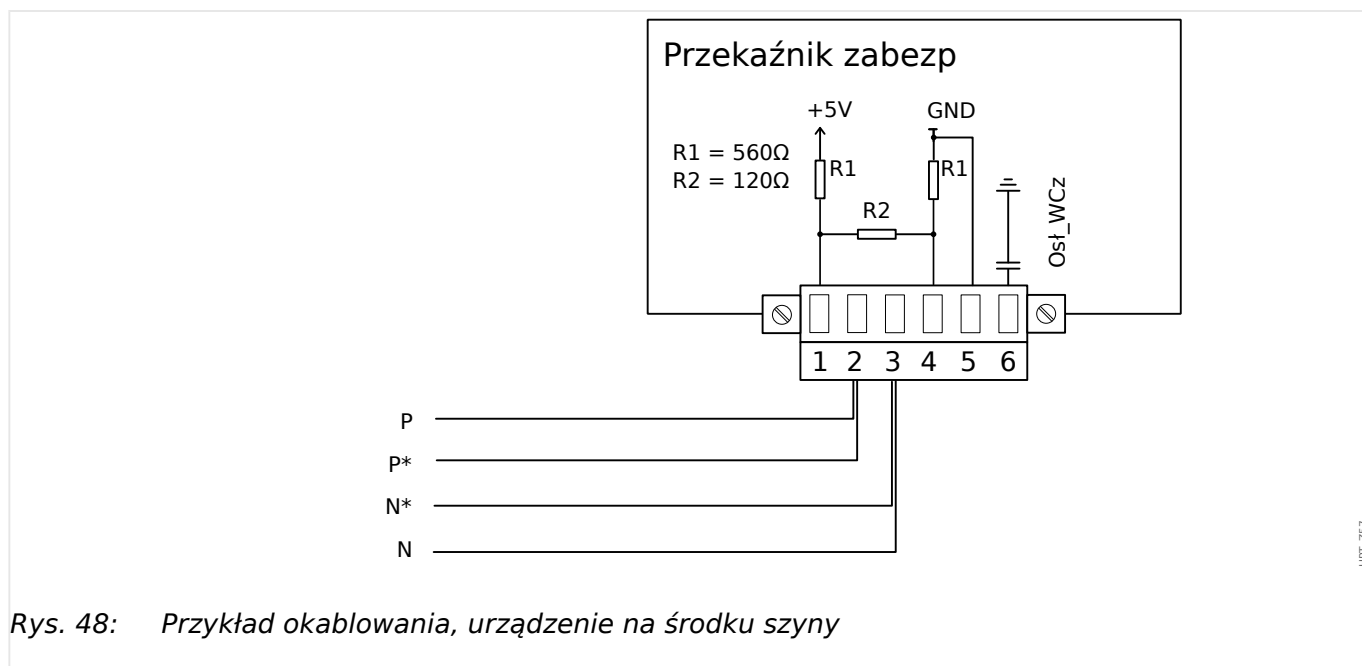 Przekaźnik zabezp
+5V
GND
R1 = 560Ω
R2 = 120Ω
R1
R1
R2
Osł_WCz
1 2 3 4 5 6
P
P*
N*
N
Rys. 48: Przykład okablowania, urządzenie na środku szyny